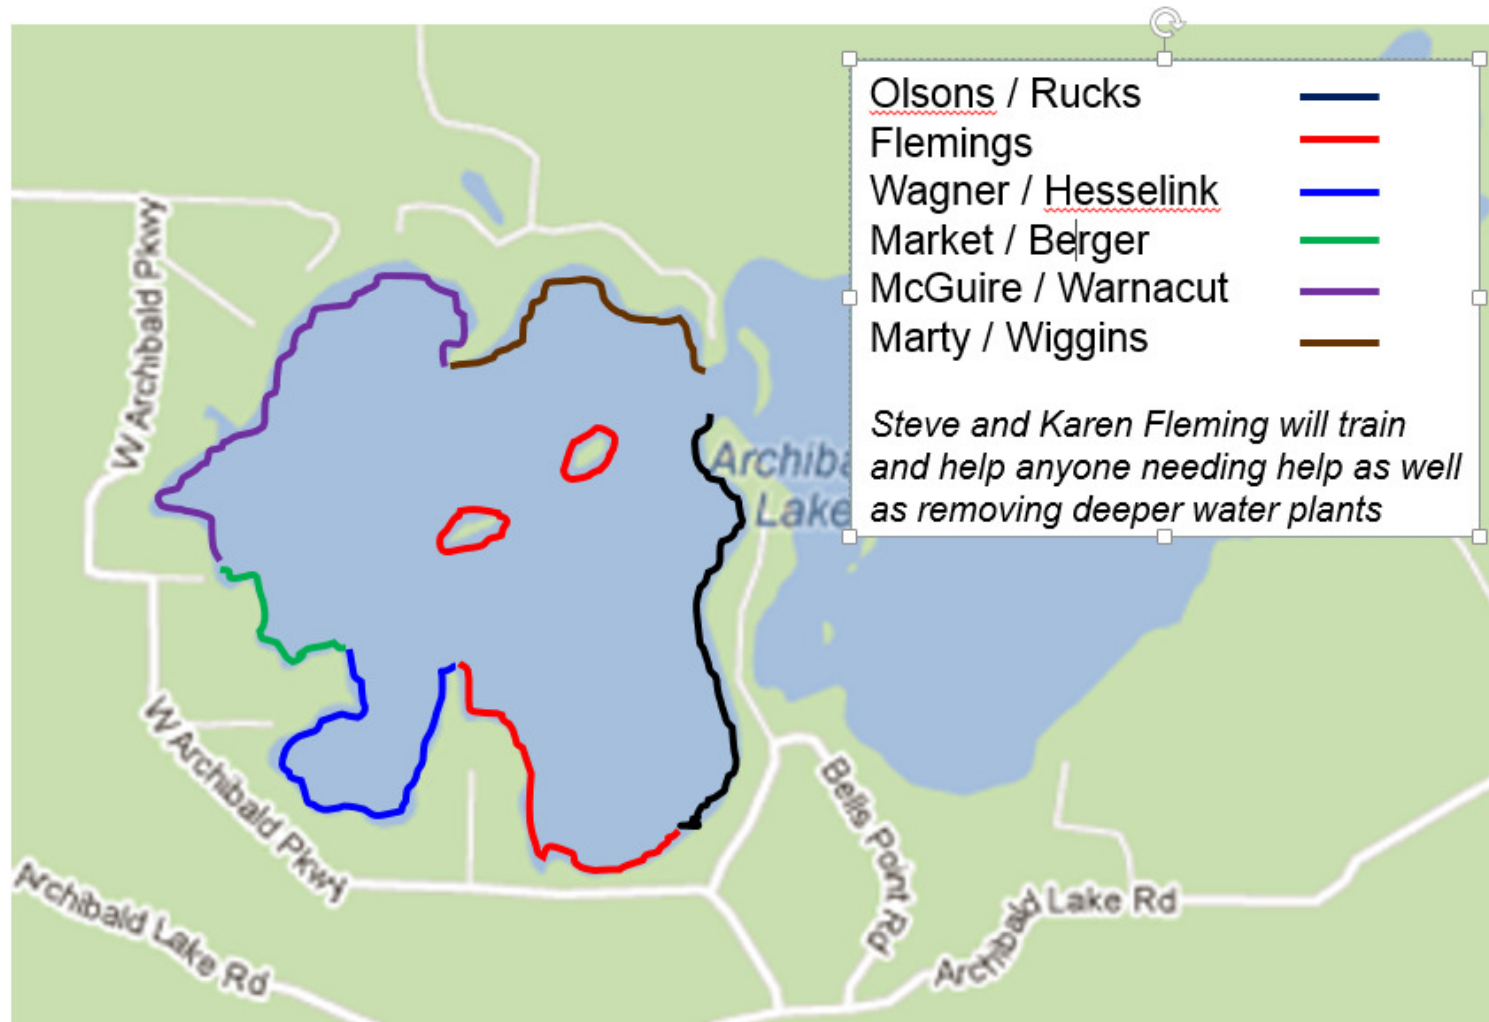 Olsons / Rucks
Flemings
Wagner / Hesselink
Market / Berger
McGuire / Warnacut
Marty / Wiggins
Steve and Karen Fleming will train
and help anyone needing help as well
as removing deeper water plants
W Archibald Pkwy
Archiba
Lake
W Archibald Pkwy
Bells Point Rd
Archibald Lake Rd
Archibald Lake Rd